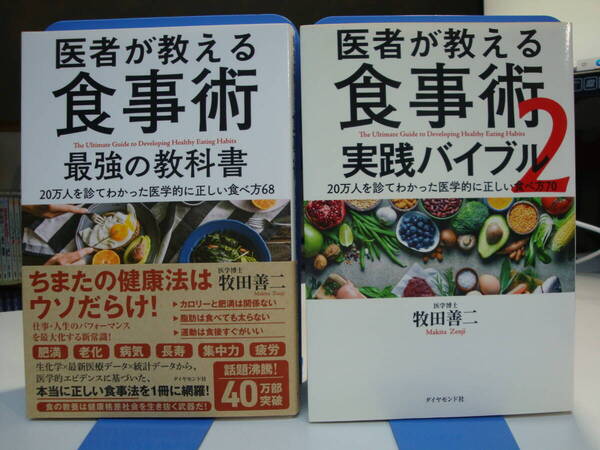 医者が教える
食事術
The Ultimate Guide to Developing Healthy Eating Habits
最強の教科書
20万人を診てわかった医学的に正しい食べ方68
ちまたの健康法は
ウソだらけ!
医学博士
牧田善二
Makita Zenji
仕事・人生のパフォーマンス
を最大化する新常識!
▶カロリーと肥満は関係ない
▶脂肪は食べても太らない
▶運動は食後すぐがいい
肥満 老化 病気 長寿 集中力 疲労
生化学×最新医療データ×統計データから、
医学的エビデンスに基づいた、
本当に正しい食事法を1冊に網羅!
食の教養は健康格差社会を生き抜く武器だ!
ダイヤモンド社
話題沸騰!
40万部
突破
医者が教える
食事術2
The Ultimate Guide to Developing Healthy Eating Habits
実践バイブル
20万人を診てわかった医学的に正しい食べ方70
医学博士
牧田善二
Makita Zenji
ダイヤモンド社